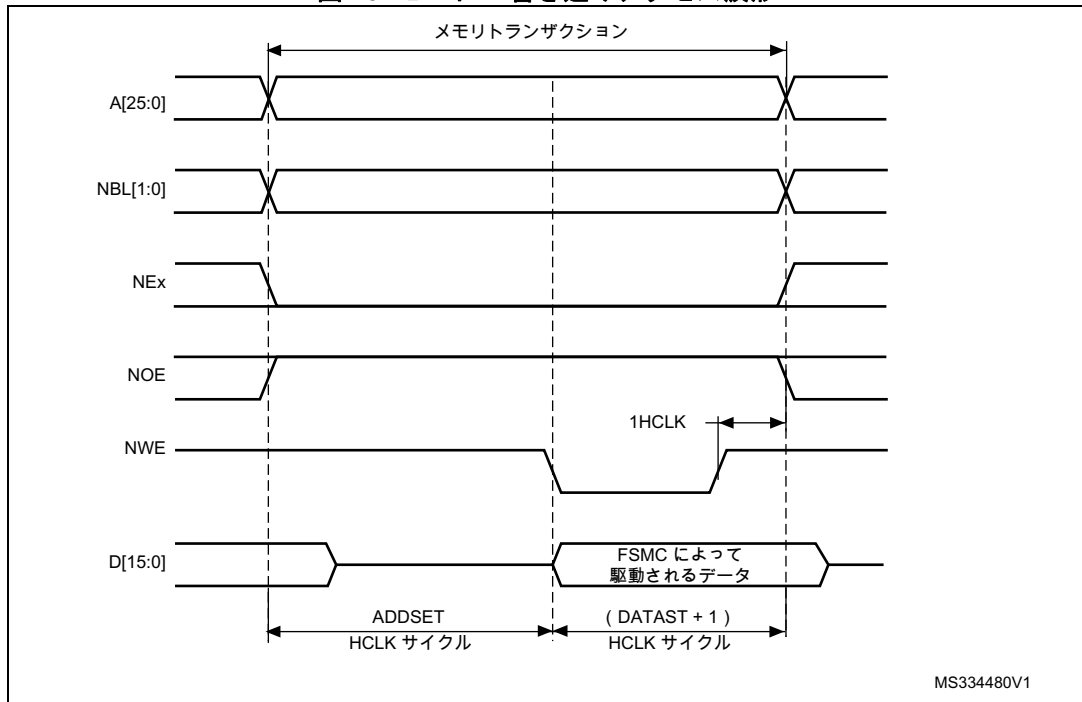 メモリトランザクション
A[25:0]
NBL[1:0]
NEx
NOE
1HCLK
NWE
D[15:0]
FSMC によって
駆動されるデータ
ADDSET
HCLK サイクル
( DATAST + 1 )
HCLK サイクル
MS334480V1